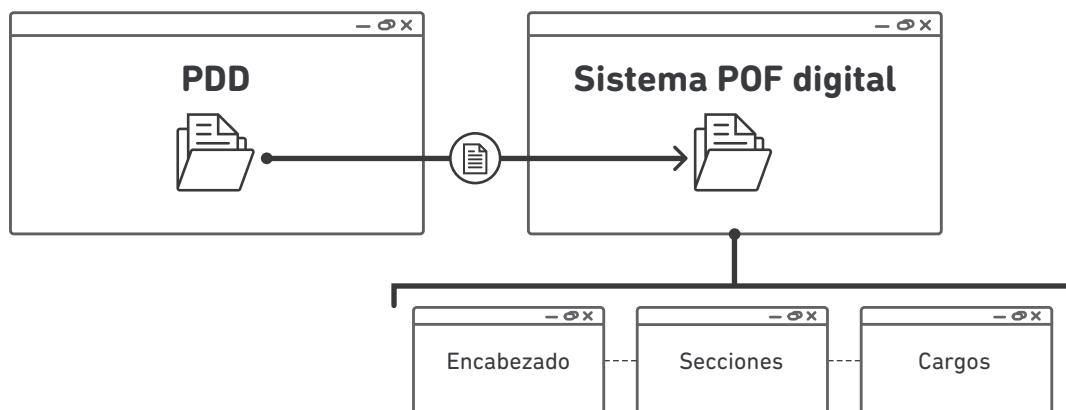 PDD
Sistema POF digital
Encabezado
Secciones
Cargos